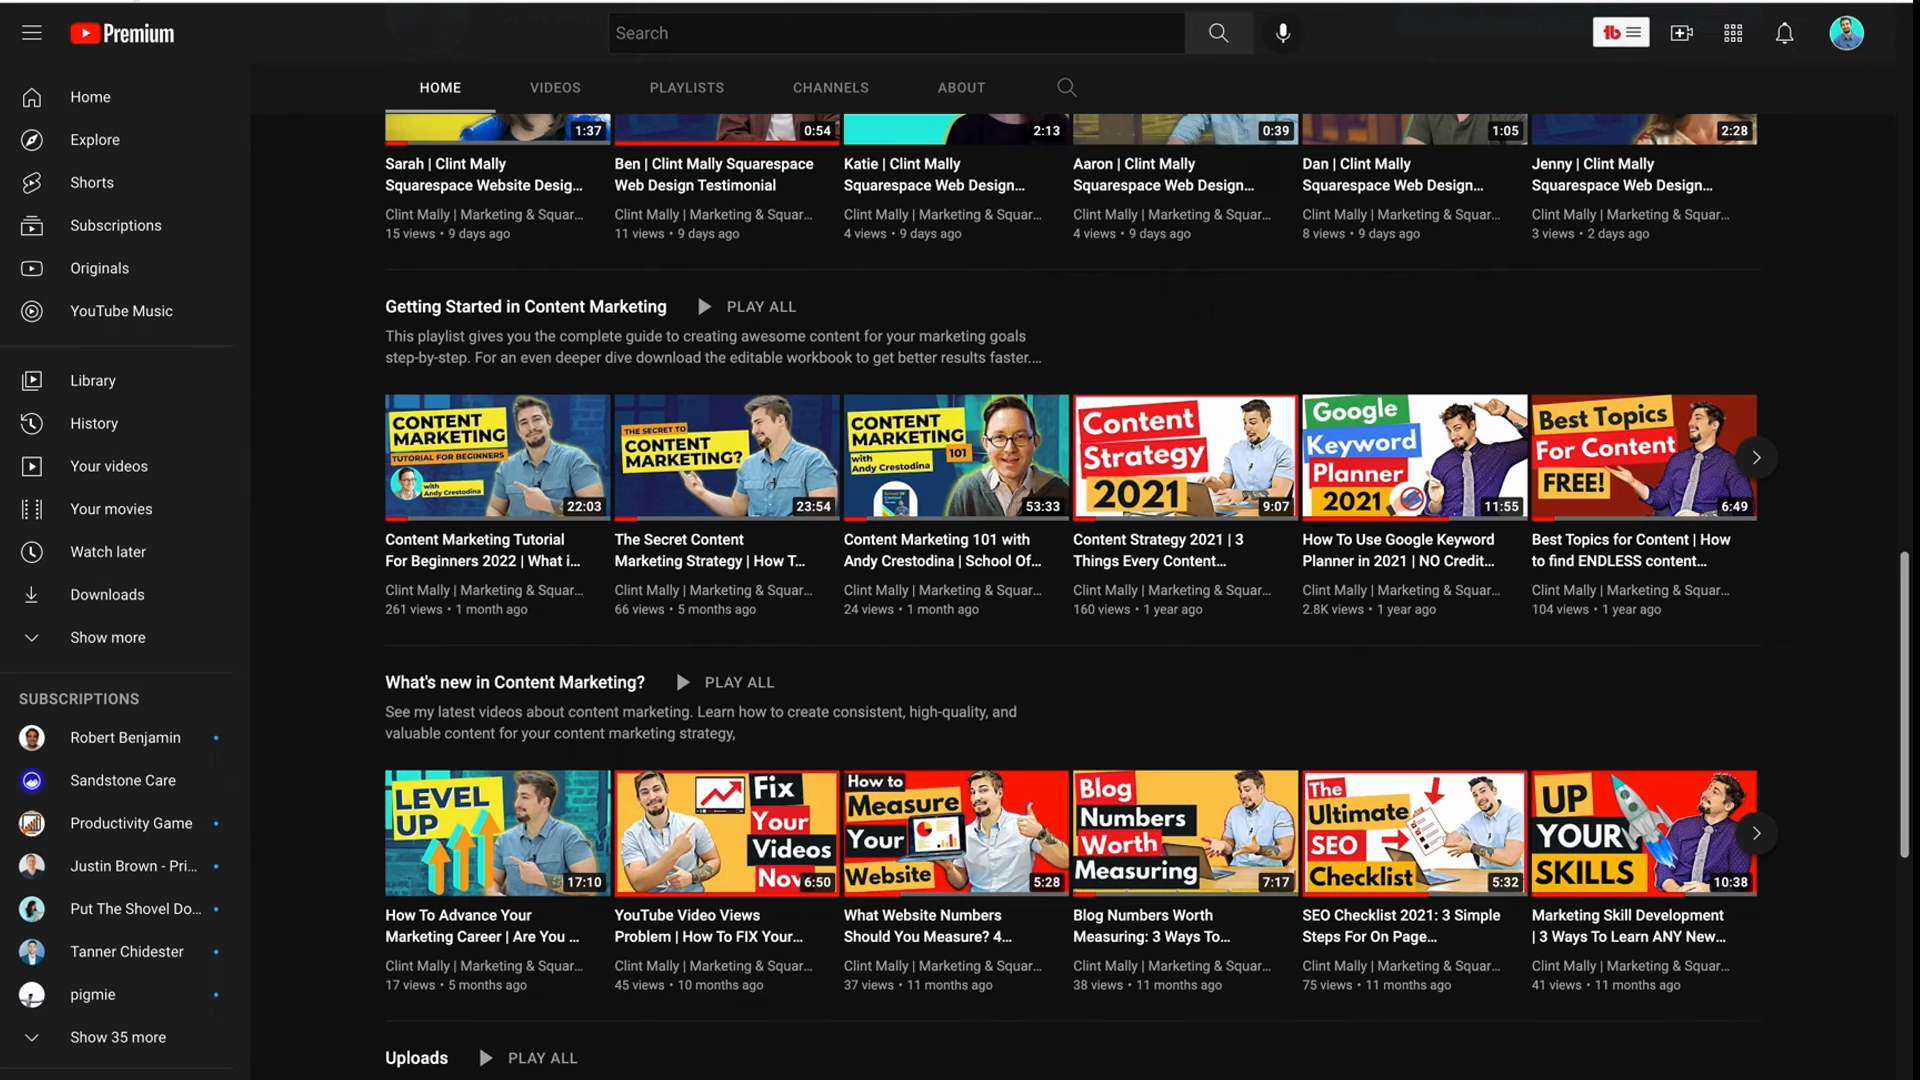 Premium
Search
tb
HOME
VIDEOS
PLAYLISTS
CHANNELS
ABOUT
Home
Explore
Shorts
Subscriptions
Originals
YouTube Music
Library
History
Your videos
Your movies
Watch later
Downloads
Show more
SUBSCRIPTIONS
Robert Benjamin
Sandstone Care
Productivity Game
Justin Brown - Pri...
Put The Shovel Do...
Tanner Chidester
pigmie
Show 35 more
1:37
Sarah | Clint Mally
Squarespace Website Desig...
Clint Mally | Marketing & Squar...
15 views • 9 days ago
0:54
Ben | Clint Mally Squarespace
Web Design Testimonial
Clint Mally | Marketing & Squar...
11 views • 9 days ago
2:13
Katie | Clint Mally
Squarespace Web Design...
Clint Mally | Marketing & Squar...
4 views • 9 days ago
0:39
Aaron | Clint Mally
Squarespace Web Design...
Clint Mally | Marketing & Squar...
4 views • 9 days ago
1:05
Dan | Clint Mally
Squarespace Web Design...
Clint Mally | Marketing & Squar...
8 views • 9 days ago
2:28
Jenny | Clint Mally
Squarespace Web Design...
Clint Mally | Marketing & Squar...
3 views • 2 days ago
Getting Started in Content Marketing
PLAY ALL
This playlist gives you the complete guide to creating awesome content for your marketing goals
step-by-step. For an even deeper dive download the editable workbook to get better results faster....
CONTENT
MARKETING
TUTORIAL FOR BEGINNERS
with
Andy Crestodina
22:03
Content Marketing Tutorial
For Beginners 2022 | What i...
Clint Mally | Marketing & Squar...
261 views • 1 month ago
THE SECRET TO
CONTENT
MARKETING?
23:54
The Secret Content
Marketing Strategy | How T...
Clint Mally | Marketing & Squar...
66 views • 5 months ago
CONTENT
MARKETING
101
with
Andy Crestodina
53:33
Content Marketing 101 with
Andy Crestodina | School Of...
Clint Mally | Marketing & Squar...
24 views • 1 month ago
Content
Strategy
2021
9:07
Content Strategy 2021 | 3
Things Every Content...
Clint Mally | Marketing & Squar...
160 views • 1 year ago
Google
Keyword
Planner
2021
11:55
How To Use Google Keyword
Planner in 2021 | NO Credit...
Clint Mally | Marketing & Squar...
2.8K views • 1 year ago
Best Topics
For Content
FREE!
6:49
Best Topics for Content | How
to find ENDLESS content...
Clint Mally | Marketing & Squar...
104 views • 1 year ago
What's new in Content Marketing?
PLAY ALL
See my latest videos about content marketing. Learn how to create consistent, high-quality, and
valuable content for your content marketing strategy,
LEVEL
UP
17:10
How To Advance Your
Marketing Career | Are You ...
Clint Mally | Marketing & Squar...
17 views • 5 months ago
Fix
Your
Videos
Now
6:50
YouTube Video Views
Problem | How To FIX Your...
Clint Mally | Marketing & Squar...
45 views • 10 months ago
How to
Measure
Your
Website
5:28
What Website Numbers
Should You Measure? 4...
Clint Mally | Marketing & Squar...
37 views • 11 months ago
Blog
Numbers
Worth
Measuring
7:17
Blog Numbers Worth
Measuring: 3 Ways To...
Clint Mally | Marketing & Squar...
38 views • 11 months ago
The
Ultimate
SEO
Checklist
5:32
SEO Checklist 2021: 3 Simple
Steps For On Page...
Clint Mally | Marketing & Squar...
75 views • 11 months ago
UP
YOUR
SKILLS
10:38
Marketing Skill Development
| 3 Ways To Learn ANY New...
Clint Mally | Marketing & Squar...
41 views • 11 months ago
Uploads
PLAY ALL